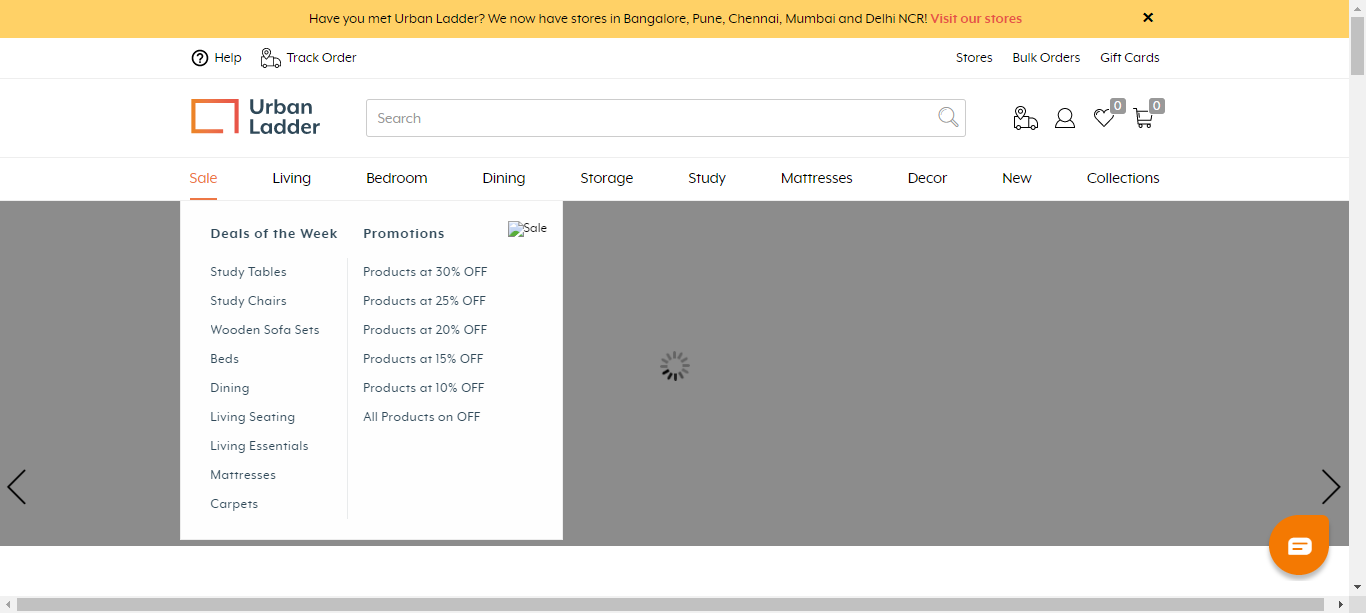 Have you met Urban Ladder? We now have stores in Bangalore, Pune, Chennai, Mumbai and Delhi NCR! Visit our stores
Help Track Order Stores Bulk Orders Gift Cards
Urban
Ladder
Search
0 0
Sale Living Bedroom Dining Storage Study Mattresses Decor New Collections
Deals of the Week Promotions Sale
Study Tables Products at 30% OFF
Study Chairs Products at 25% OFF
Wooden Sofa Sets Products at 20% OFF
Beds Products at 15% OFF
Dining Products at 10% OFF
Living Seating All Products on OFF
Living Essentials
Mattresses
Carpets